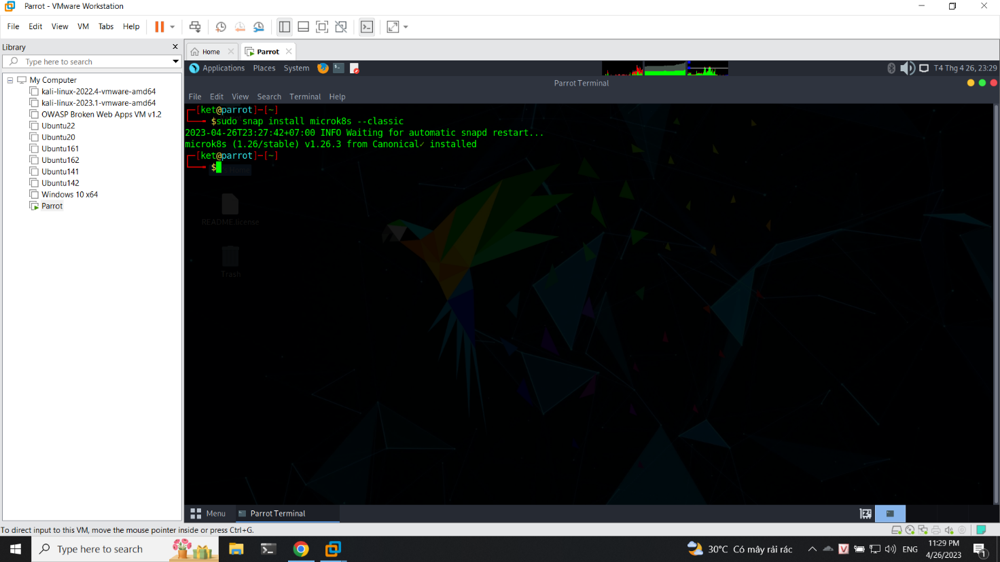 Parrot - VMware Workstation
File Edit View VM Tabs Help
Library
Type here to search
My Computer
kali-linux-2022.4-vmware-amd64
kali-linux-2023.1-vmware-amd64
OWASP Broken Web Apps VM v1.2
Ubuntu22
Ubuntu20
Ubuntu161
Ubuntu162
Ubuntu141
Ubuntu142
Windows 10 x64
Parrot
Home Parrot
Applications Places System T4 Thg 4 26, 23:29
Parrot Terminal
File Edit View Search Terminal Help
┌─[ket@parrot]─[~]
└──╼ $sudo snap install microk8s --classic
2023-04-26T23:27:42+07:00 INFO Waiting for automatic snapd restart...
microk8s (1.26/stable) v1.26.3 from Canonical✓ installed
┌─[ket@parrot]─[~]
└──╼ $
README.license
Trash
Menu Parrot Terminal
To direct input to this VM, move the mouse pointer inside or press Ctrl+G.
Type here to search
30°C Có mây rải rác
ENG
11:29 PM
4/26/2023
1